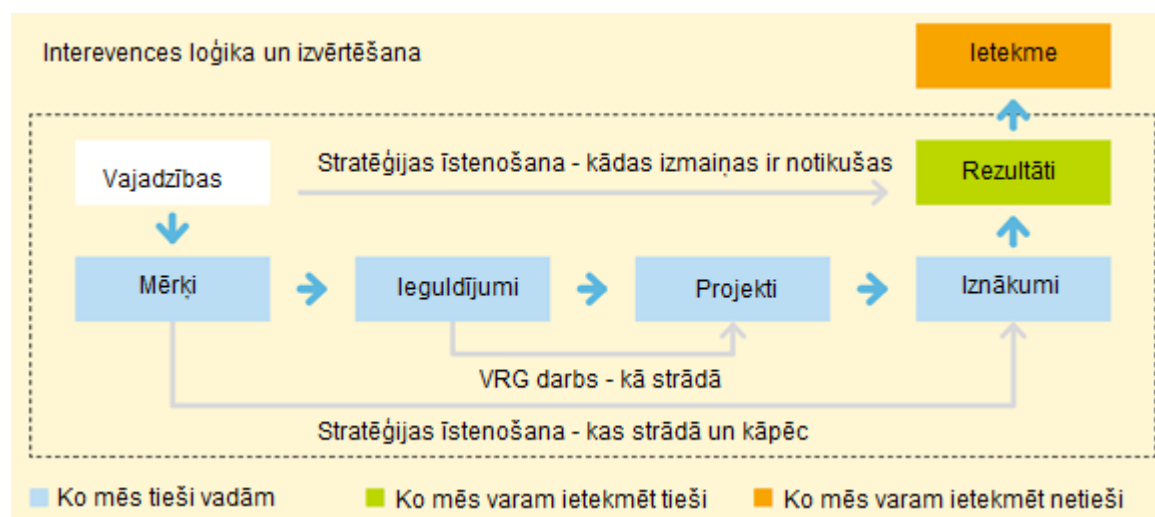 Interevences loģika un izvērtēšana
Ietekme
Vajadzības
Stratēģijas īstenošana - kādas izmaiņas ir notikušas
Rezultāti
Mērķi
Ieguldījumi
Projekti
Iznākumi
VRG darbs - kā strādā
Stratēģijas īstenošana - kas strādā un kāpēc
Ko mēs tieši vadām
Ko mēs varam ietekmēt tieši
Ko mēs varam ietekmēt netieši